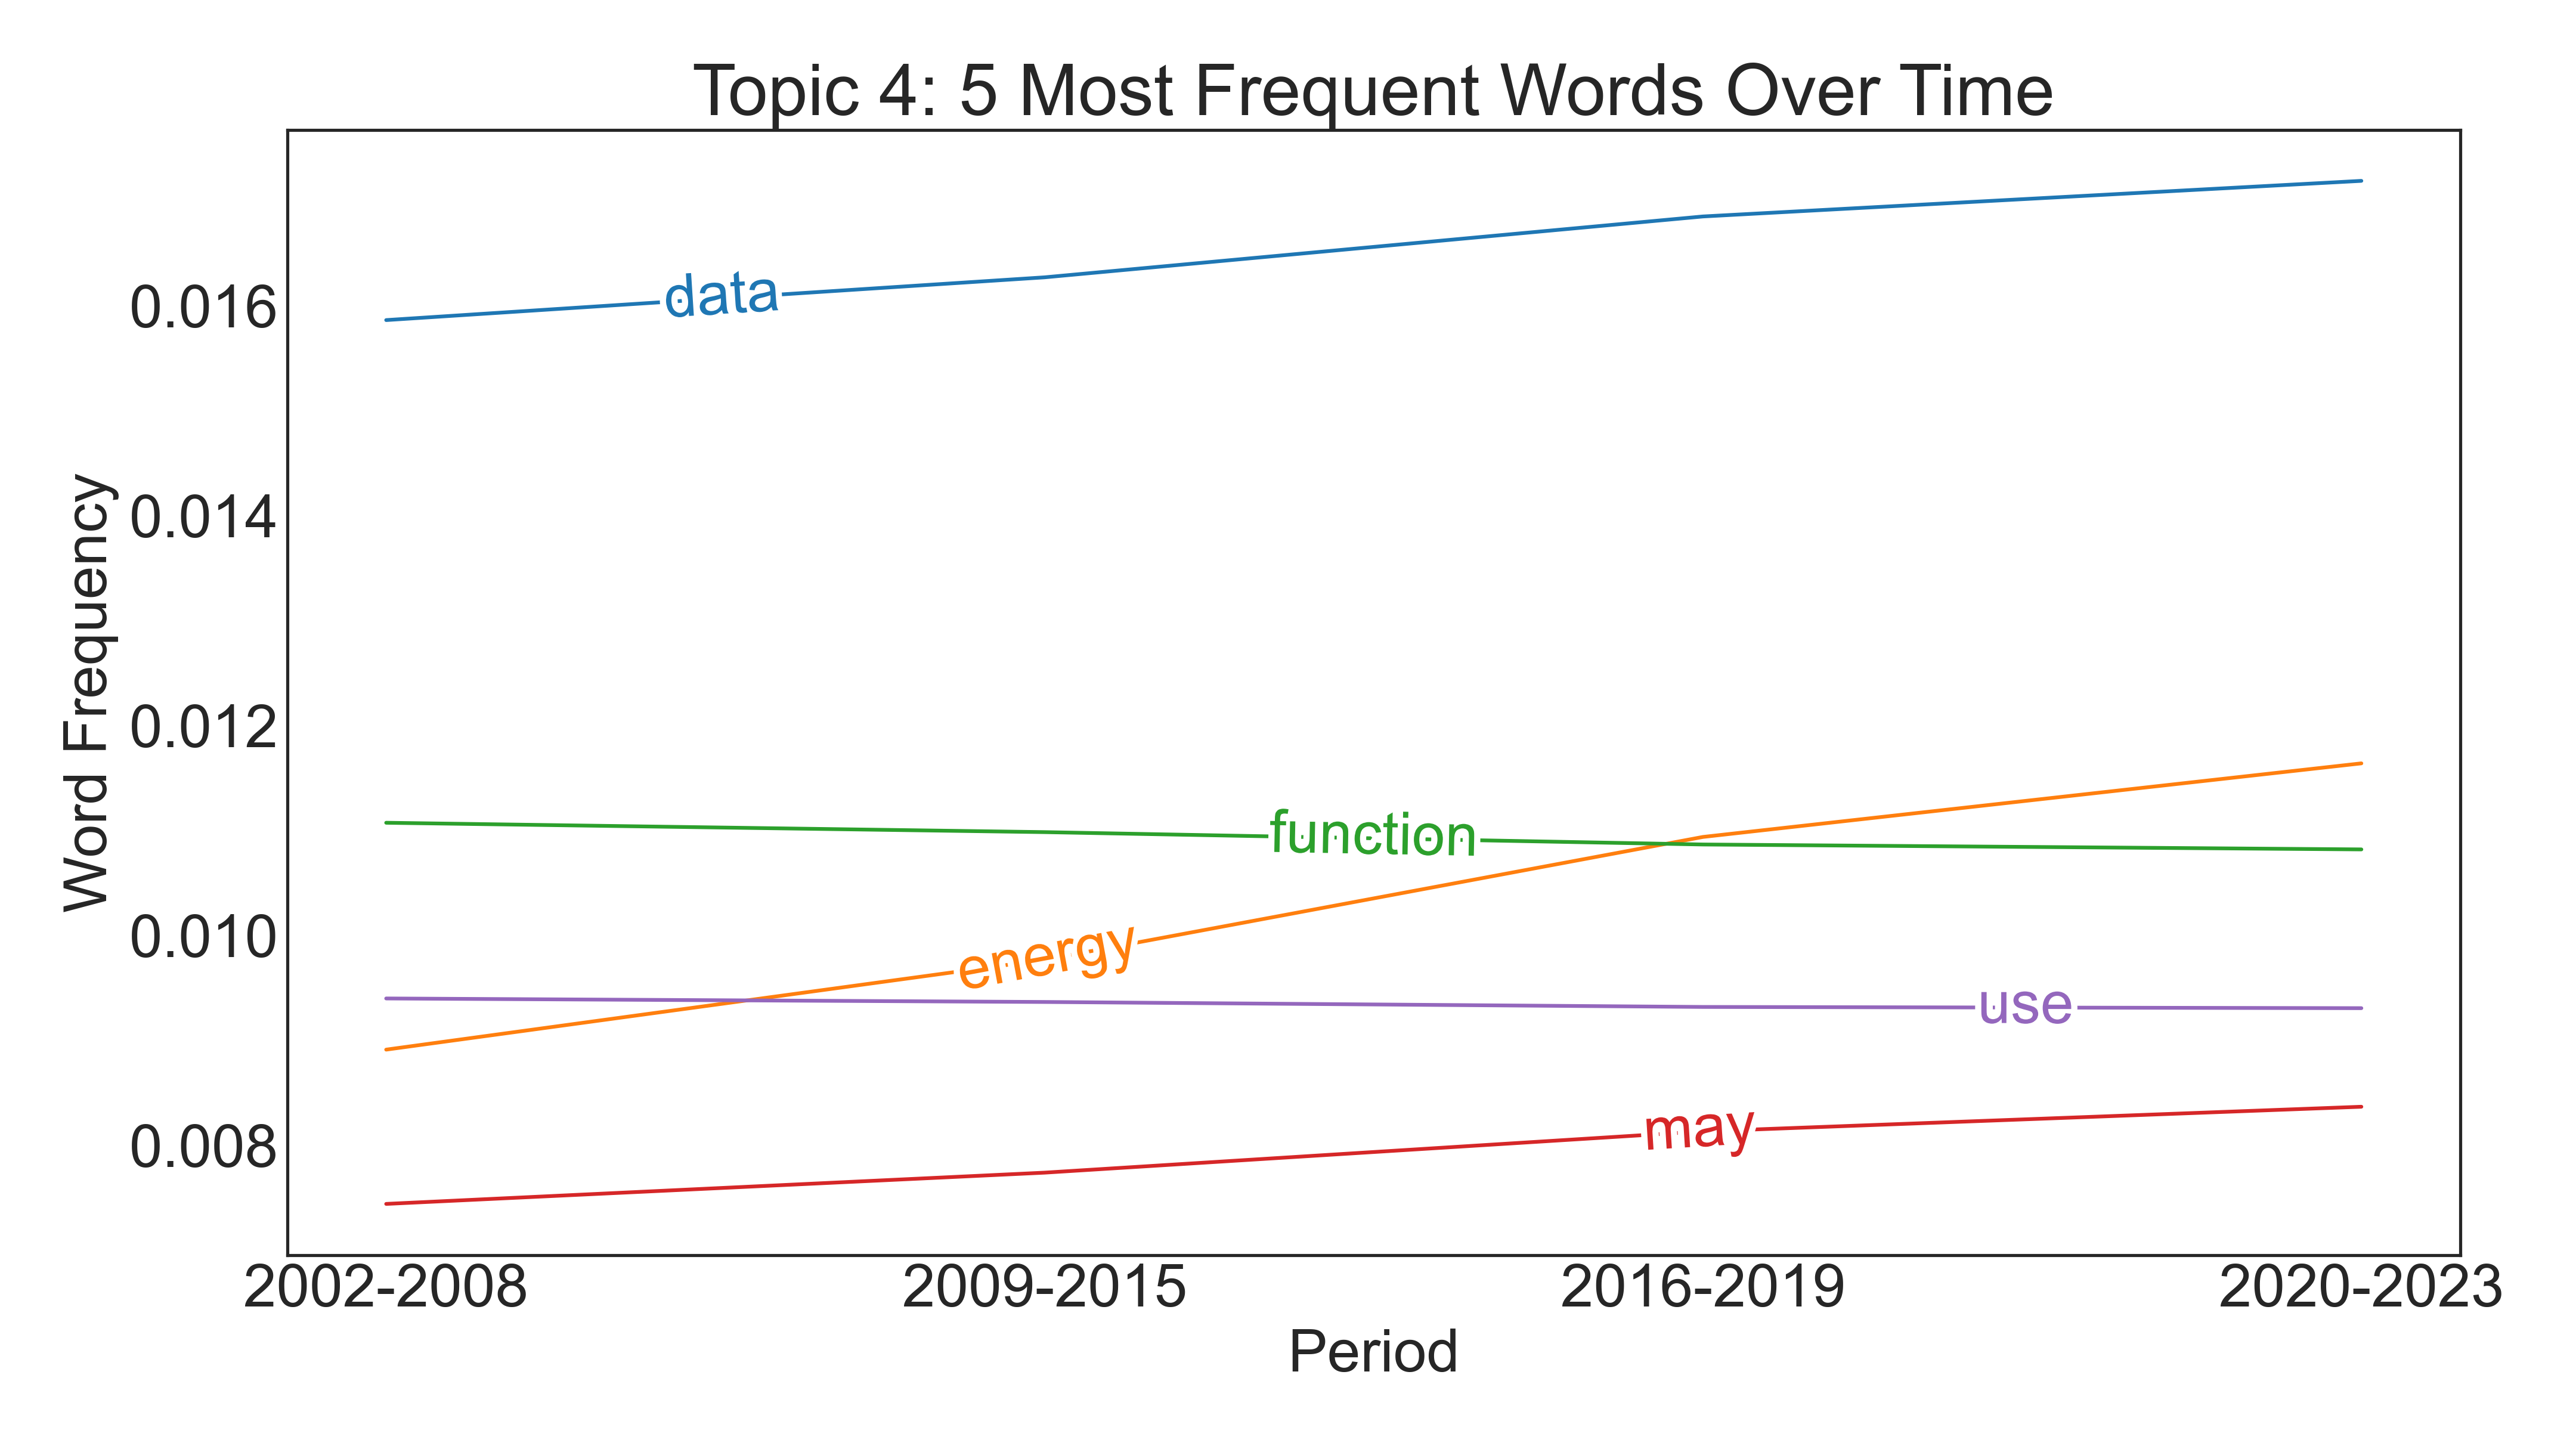 Topic 4: 5 Most Frequent Words Over Time
Word Frequency
0.016
0.014
0.012
0.010
0.008
data
function
energy
use
may
2002-2008 2009-2015 2016-2019 2020-2023
Period